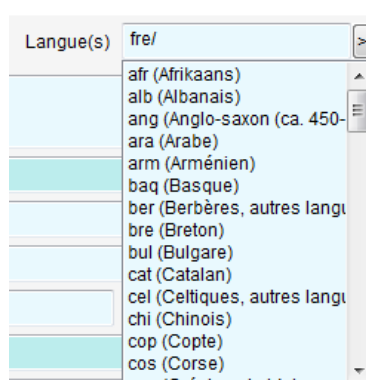 Langue(s) fre/ >
afr (Afrikaans)
alb (Albanais)
ang (Anglo-saxon (ca. 450-
ara (Arabe)
arm (Arménien)
baq (Basque)
ber (Berbères, autres langu
bre (Breton)
bul (Bulgare)
cat (Catalan)
cel (Celtiques, autres langu
chi (Chinois)
cop (Copte)
cos (Corse)